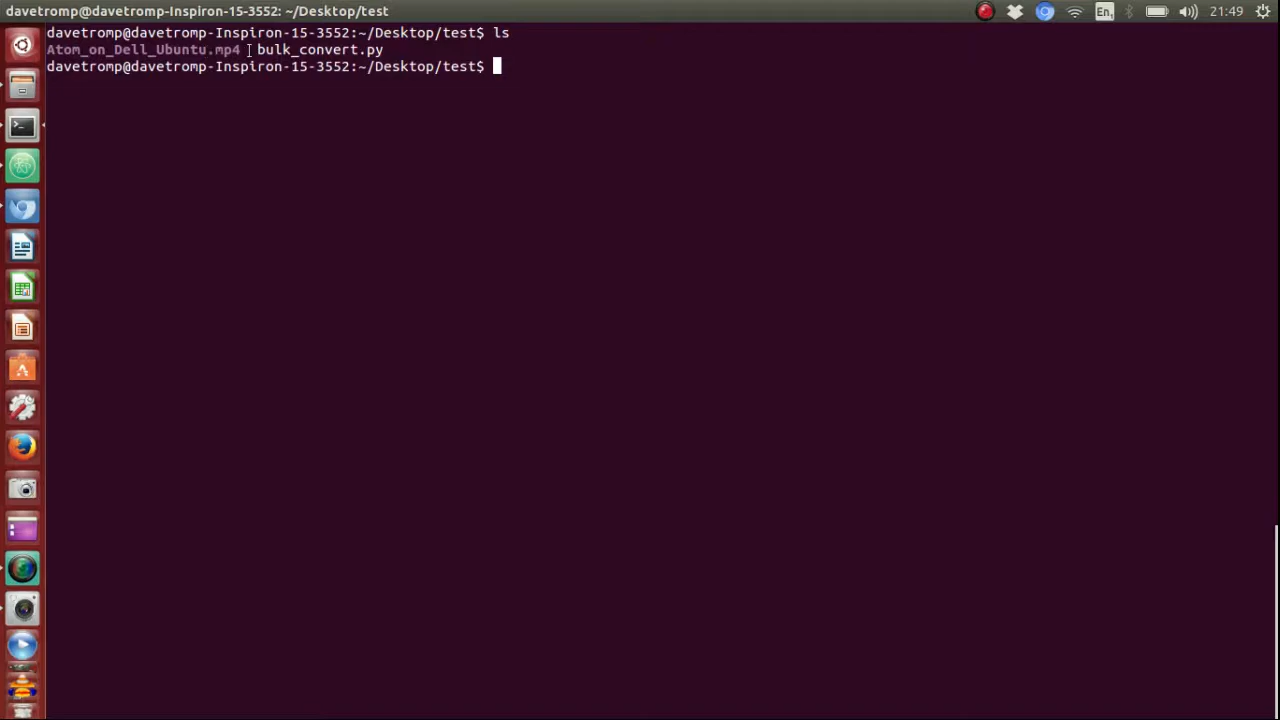 davetromp@davetromp-Inspiron-15-3552: ~/Desktop/test
En
21:49
davetromp@davetromp-Inspiron-15-3552:~/Desktop/test$ ls
Atom_on_Dell_Ubuntu.mp4 bulk_convert.py
davetromp@davetromp-Inspiron-15-3552:~/Desktop/test$